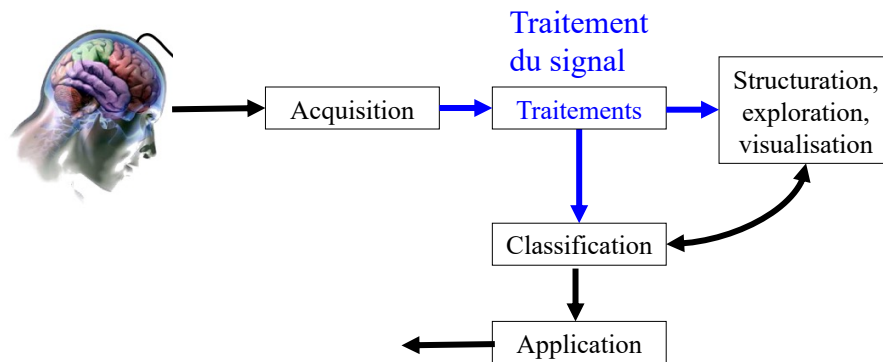 Traitement
du signal
Acquisition
Traitements
Structuration,
exploration,
visualisation
Classification
Application